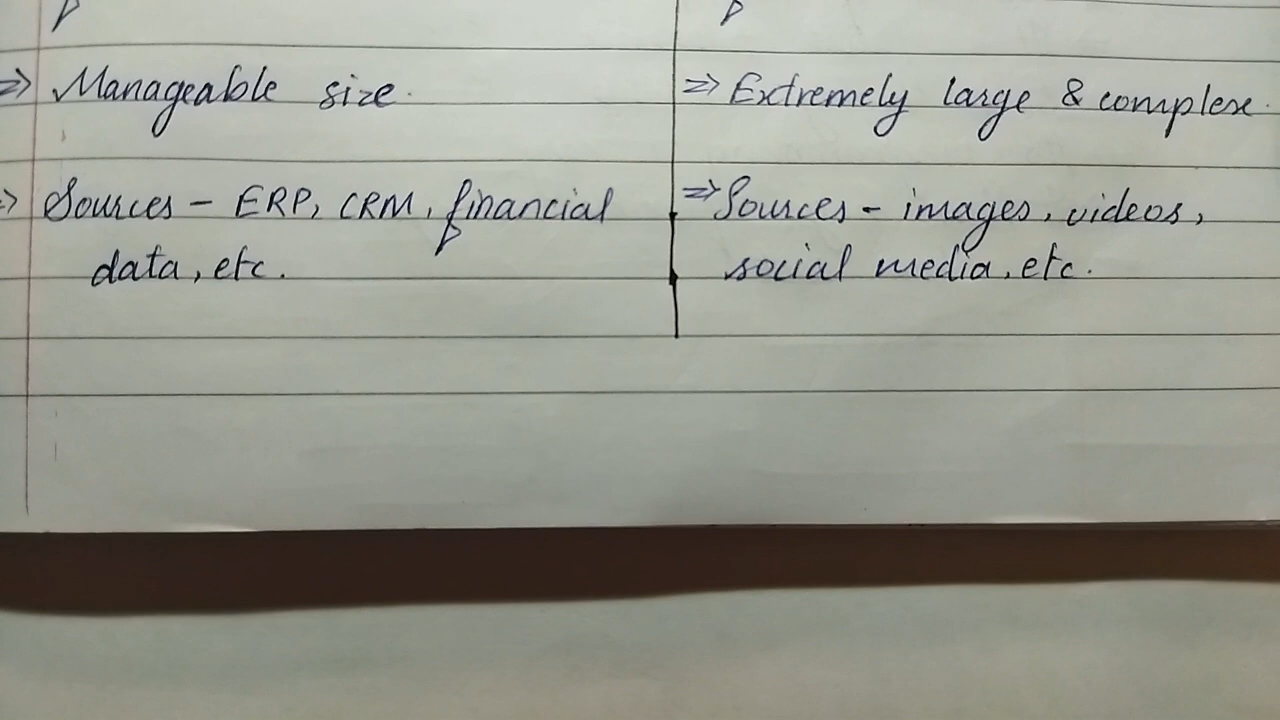 ⇒ Manageable size.
⇒ Sources - ERP, CRM, financial
data, etc.
⇒ Extremely large & complex.
⇒ Sources - images, videos,
social media, etc.